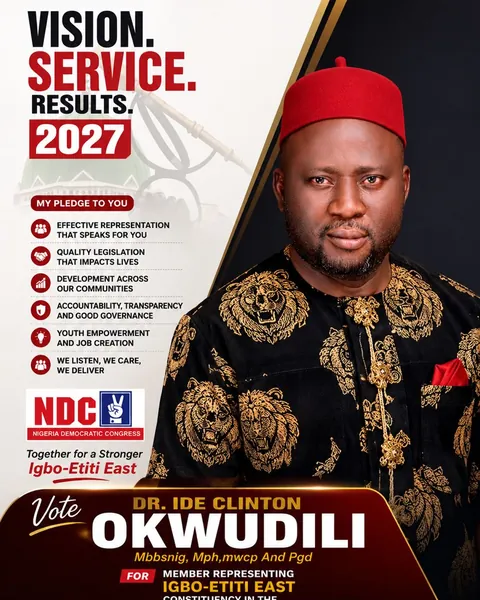 VISION.
SERVICE.
RESULTS.
2027
MY PLEDGE TO YOU
EFFECTIVE REPRESENTATION
THAT SPEAKS FOR YOU
QUALITY LEGISLATION
THAT IMPACTS LIVES
DEVELOPMENT ACROSS
OUR COMMUNITIES
ACCOUNTABILITY, TRANSPARENCY
AND GOOD GOVERNANCE
YOUTH EMPOWERMENT
AND JOB CREATION
WE LISTEN, WE CARE,
WE DELIVER
NDC
NIGERIA DEMOCRATIC CONGRESS
Together for a Stronger
Igbo-Etiti East
Vote
DR. IDE CLINTON
OKWUDILI
Mbbsnig, Mph,mwcp And Pgd
FOR
MEMBER REPRESENTING
IGBO-ETITI EAST
CONSTITUENCY IN THE